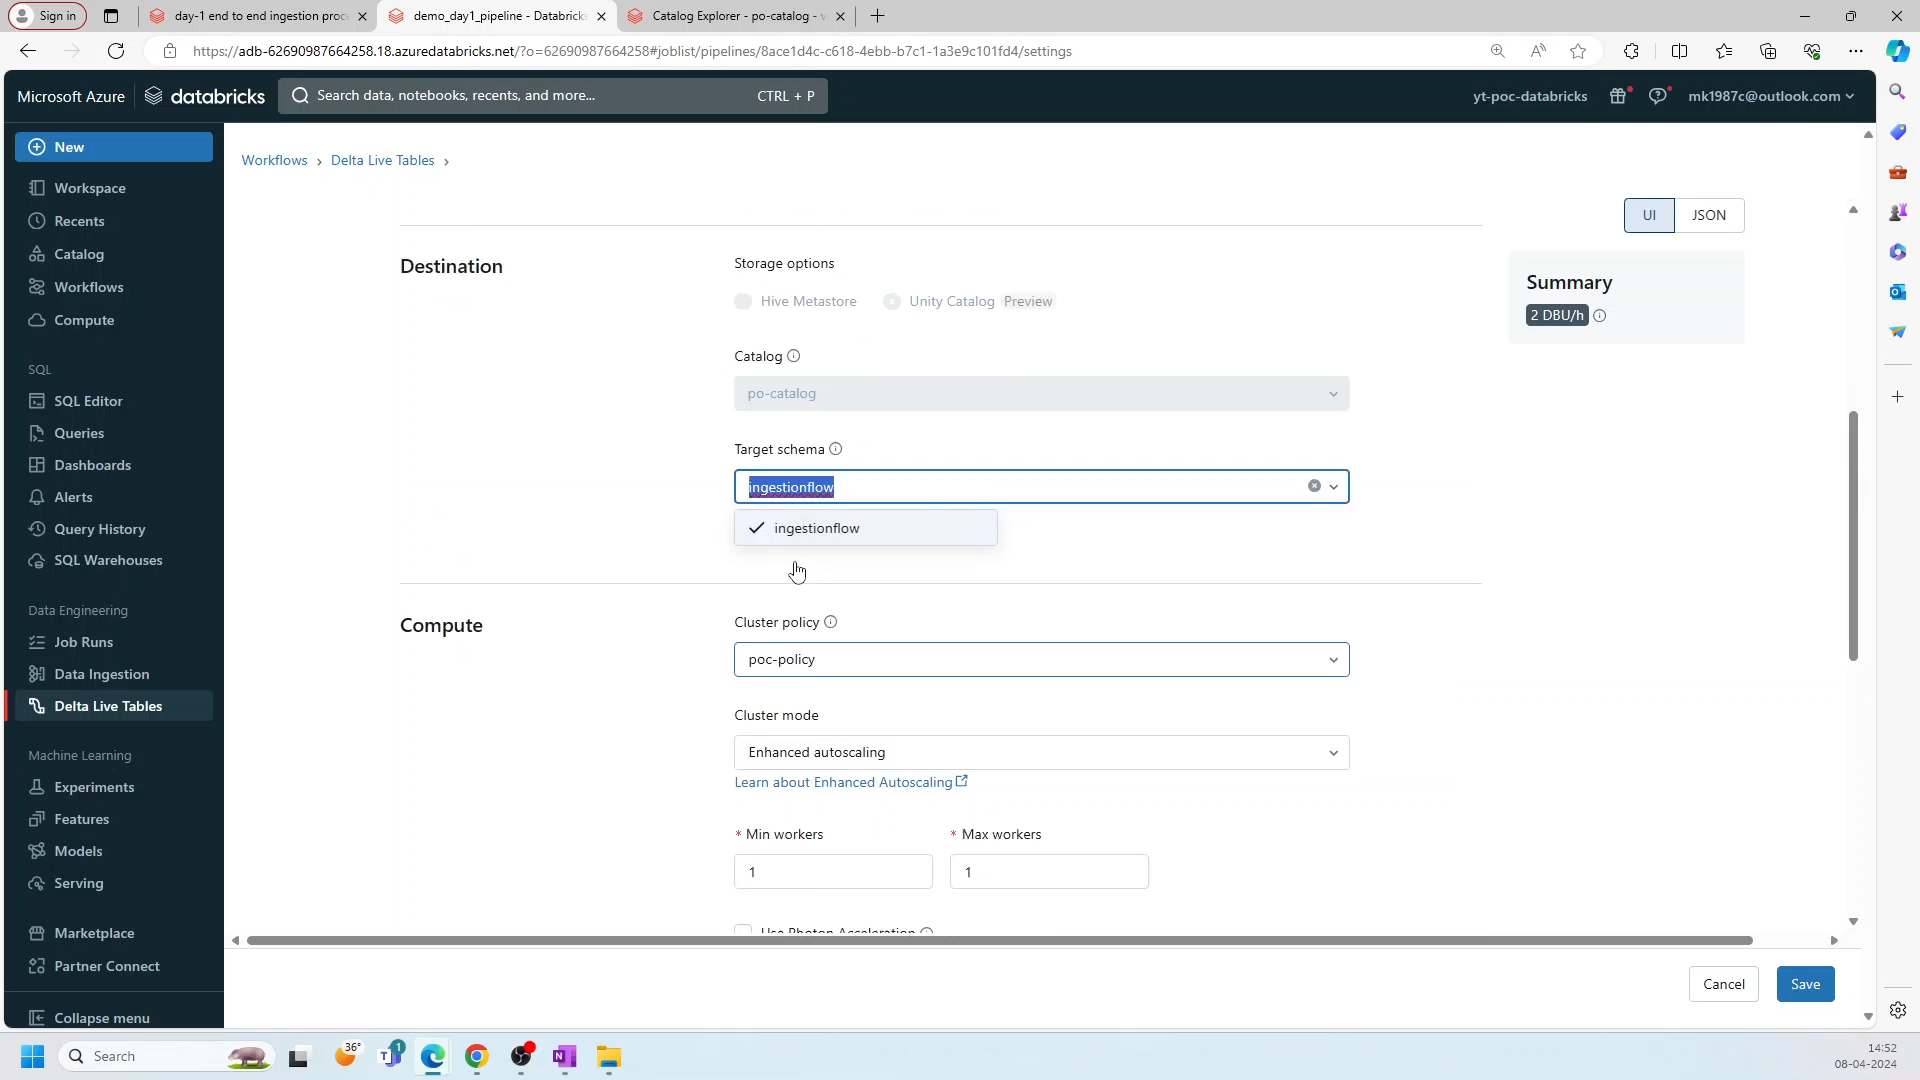 Sign in
day-1 end to end ingestion proc
demo_day1_pipeline - Databricks
Catalog Explorer - po-catalog -
https://adb-62690987664258.18.azuredatabricks.net/?o=62690987664258#joblist/pipelines/8ace1d4c-c618-4ebb-b7c1-1a3e9c101fd4/settings
Microsoft Azure
databricks
Search data, notebooks, recents, and more...
CTRL + P
yt-poc-databricks
mk1987c@outlook.com
New
Workspace
Recents
Catalog
Workflows
Compute
SQL
SQL Editor
Queries
Dashboards
Alerts
Query History
SQL Warehouses
Data Engineering
Job Runs
Data Ingestion
Delta Live Tables
Machine Learning
Experiments
Features
Models
Serving
Marketplace
Partner Connect
Collapse menu
Workflows › Delta Live Tables ›
UI
JSON
Summary
2 DBU/h
Destination
Storage options
Hive Metastore
Unity Catalog Preview
Catalog
po-catalog
Target schema
ingestionflow
ingestionflow
Compute
Cluster policy
poc-policy
Cluster mode
Enhanced autoscaling
Learn about Enhanced Autoscaling
* Min workers
* Max workers
1
1
Use Photon Acceleration
Cancel
Save
Search
36°
1
14:52
08-04-2024